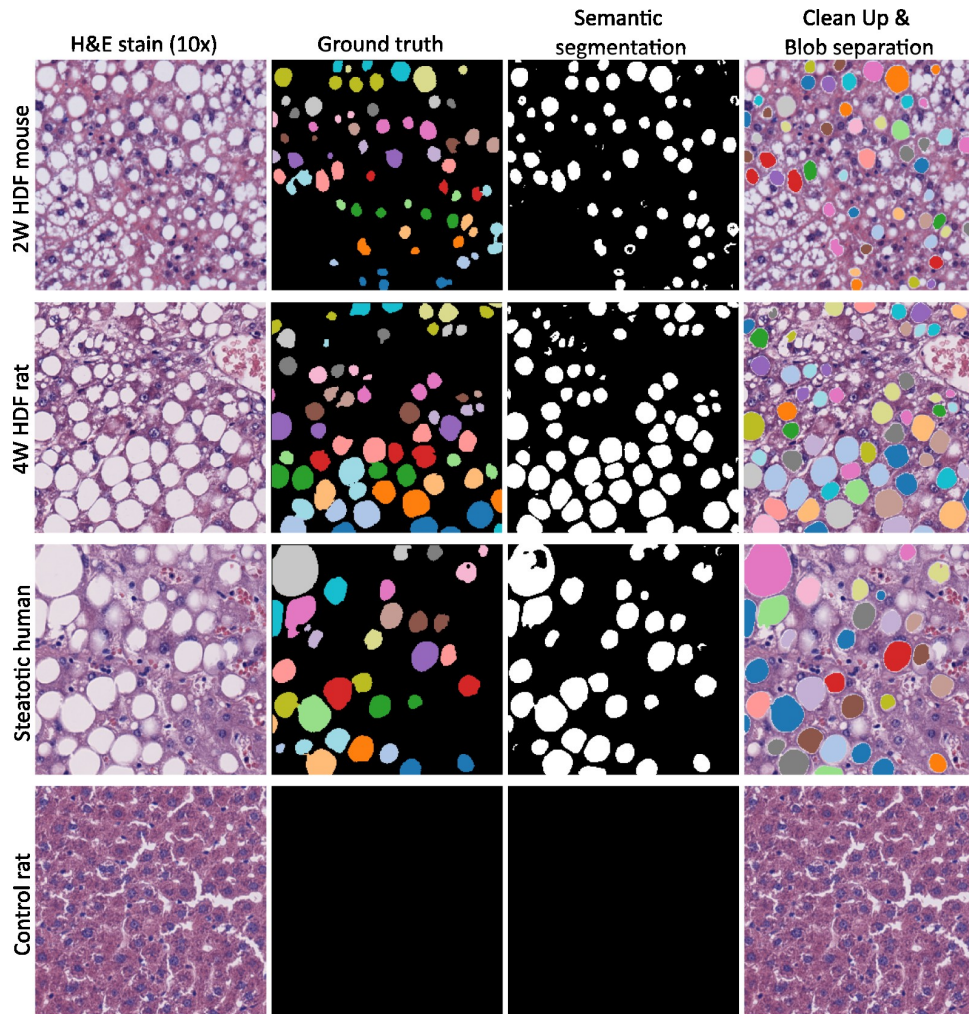 H&E stain (10x)
Ground truth
Semantic
segmentation
Clean Up &
Blob separation
2W HDF mouse
4W HDF rat
Steatotic human
Control rat